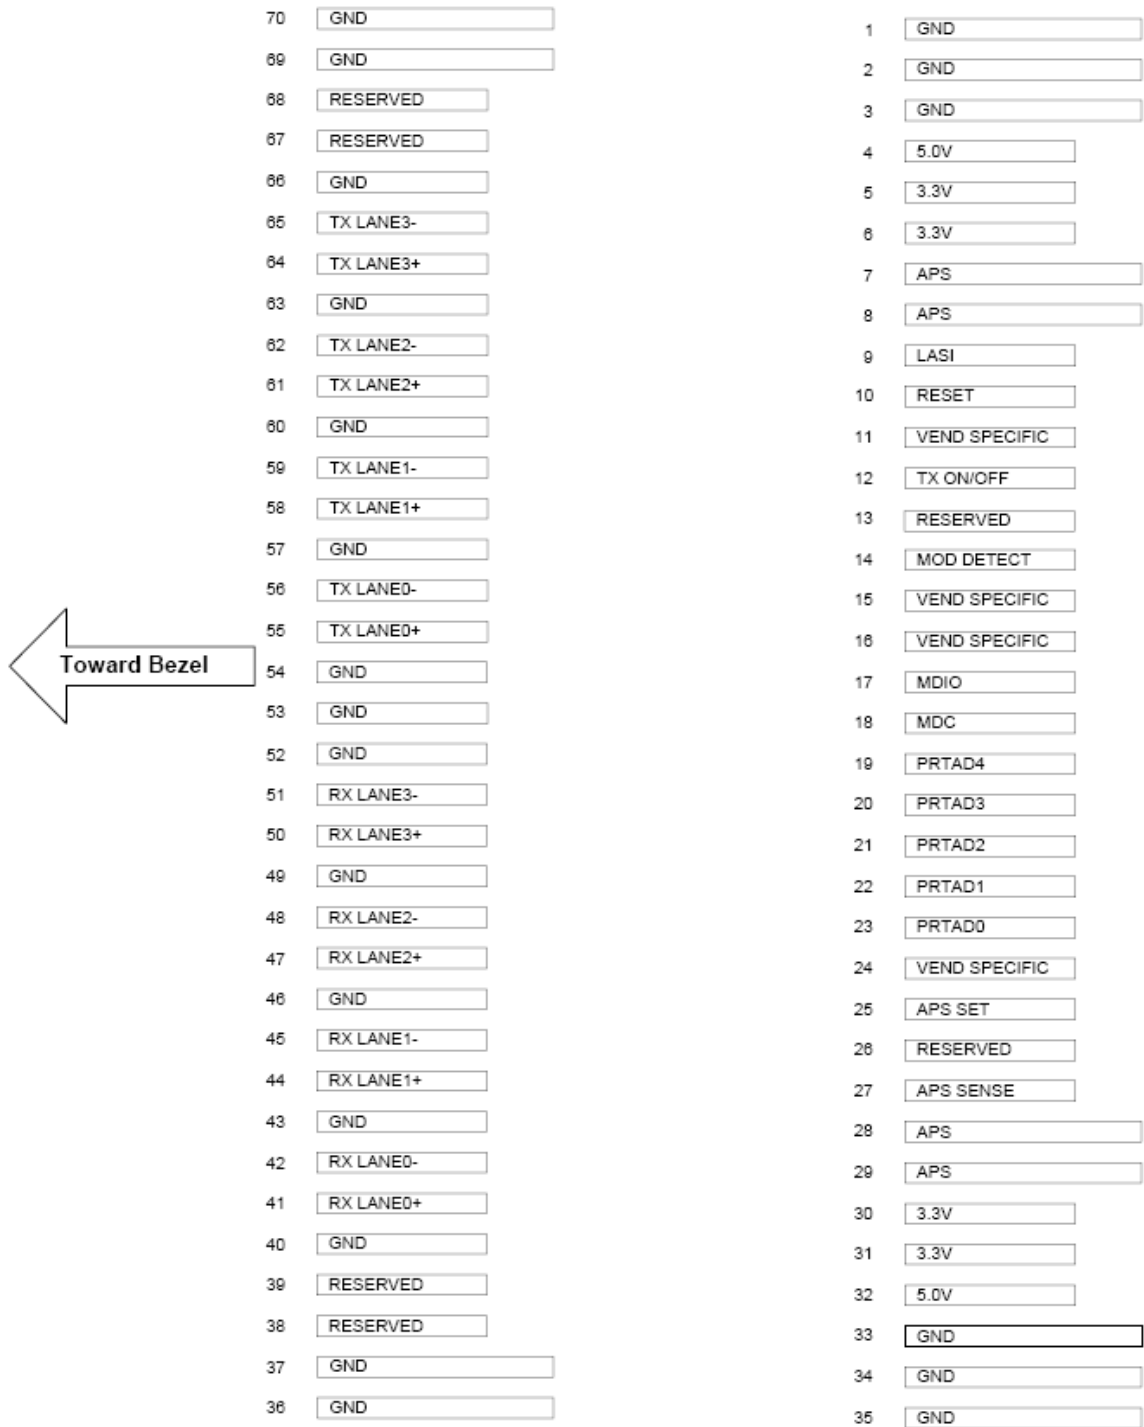 70 GND
69 GND
68 RESERVED
67 RESERVED
66 GND
65 TX LANE3-
64 TX LANE3+
63 GND
62 TX LANE2-
61 TX LANE2+
60 GND
59 TX LANE1-
58 TX LANE1+
57 GND
56 TX LANE0-
55 TX LANE0+
Toward Bezel
54 GND
53 GND
52 GND
51 RX LANE3-
50 RX LANE3+
49 GND
48 RX LANE2-
47 RX LANE2+
46 GND
45 RX LANE1-
44 RX LANE1+
43 GND
42 RX LANE0-
41 RX LANE0+
40 GND
39 RESERVED
38 RESERVED
37 GND
36 GND
1 GND
2 GND
3 GND
4 5.0V
5 3.3V
6 3.3V
7 APS
8 APS
9 LASI
10 RESET
11 VEND SPECIFIC
12 TX ON/OFF
13 RESERVED
14 MOD DETECT
15 VEND SPECIFIC
16 VEND SPECIFIC
17 MDIO
18 MDC
19 PRTAD4
20 PRTAD3
21 PRTAD2
22 PRTAD1
23 PRTAD0
24 VEND SPECIFIC
25 APS SET
26 RESERVED
27 APS SENSE
28 APS
29 APS
30 3.3V
31 3.3V
32 5.0V
33 GND
34 GND
35 GND